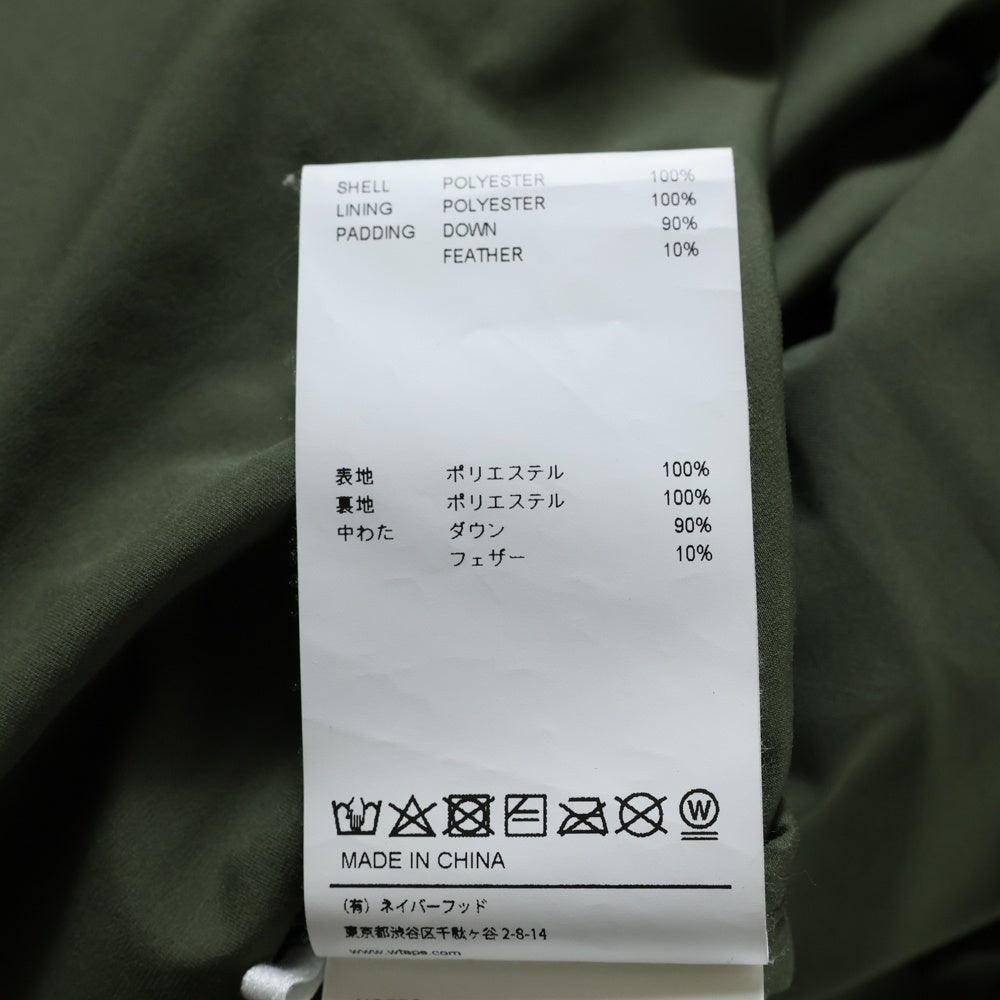 SHELL POLYESTER 100%
LINING POLYESTER 100%
PADDING DOWN 90%
FEATHER 10%
表地 ポリエステル 100%
裏地 ポリエステル 100%
中わた ダウン 90%
フェザー 10%
W
MADE IN CHINA
(有) ネイバーフッド
東京都渋谷区千駄ヶ谷 2-8-14
www.wtaps.com